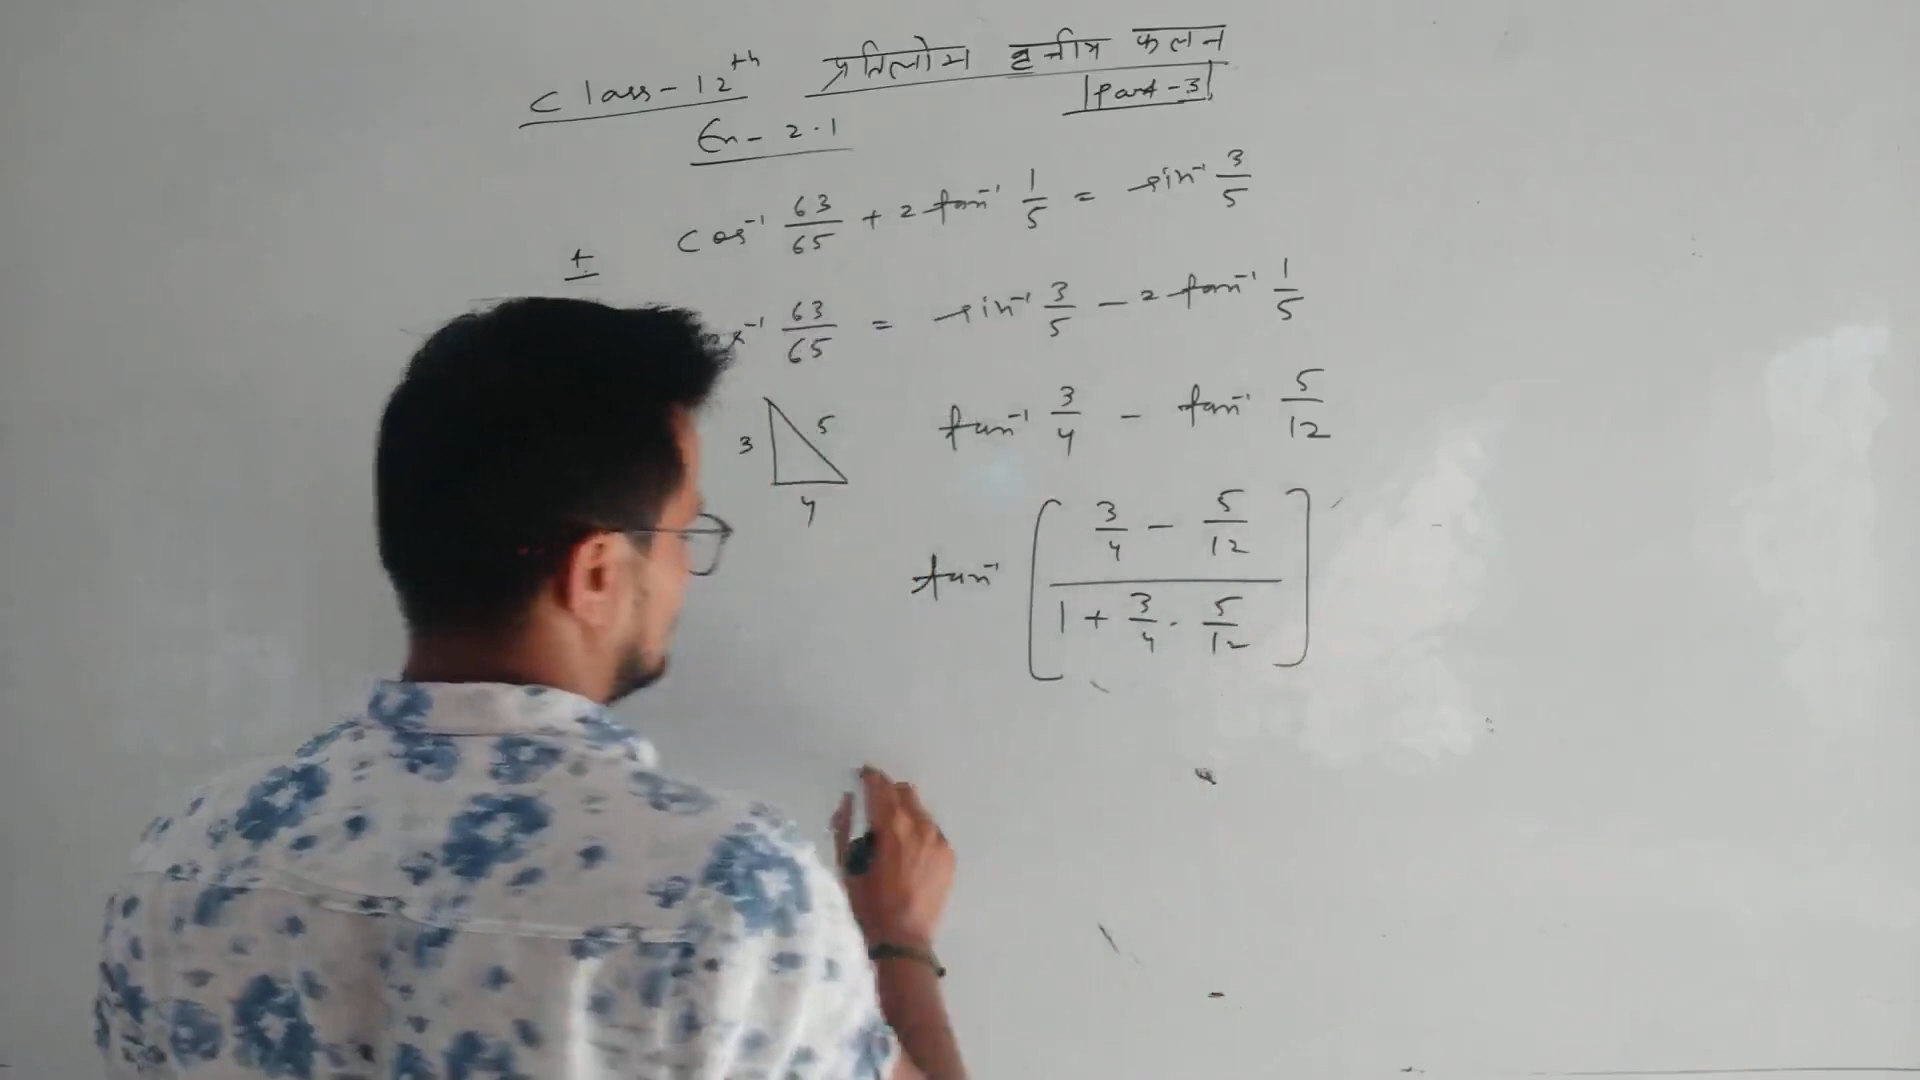 Class-12th प्रतिलोम वृत्तीय फलन
Part-3
Ex-2.1
cos⁻¹ 63/65 + 2 tan⁻¹ 1/5 = sin⁻¹ 3/5
63/65 = sin⁻¹ 3/5 - 2 tan⁻¹ 1/5
tan⁻¹ 3/4 - tan⁻¹ 5/12
3 5
4
tan⁻¹ [ (3/4 - 5/12) / (1 + 3/4 . 5/12) ]